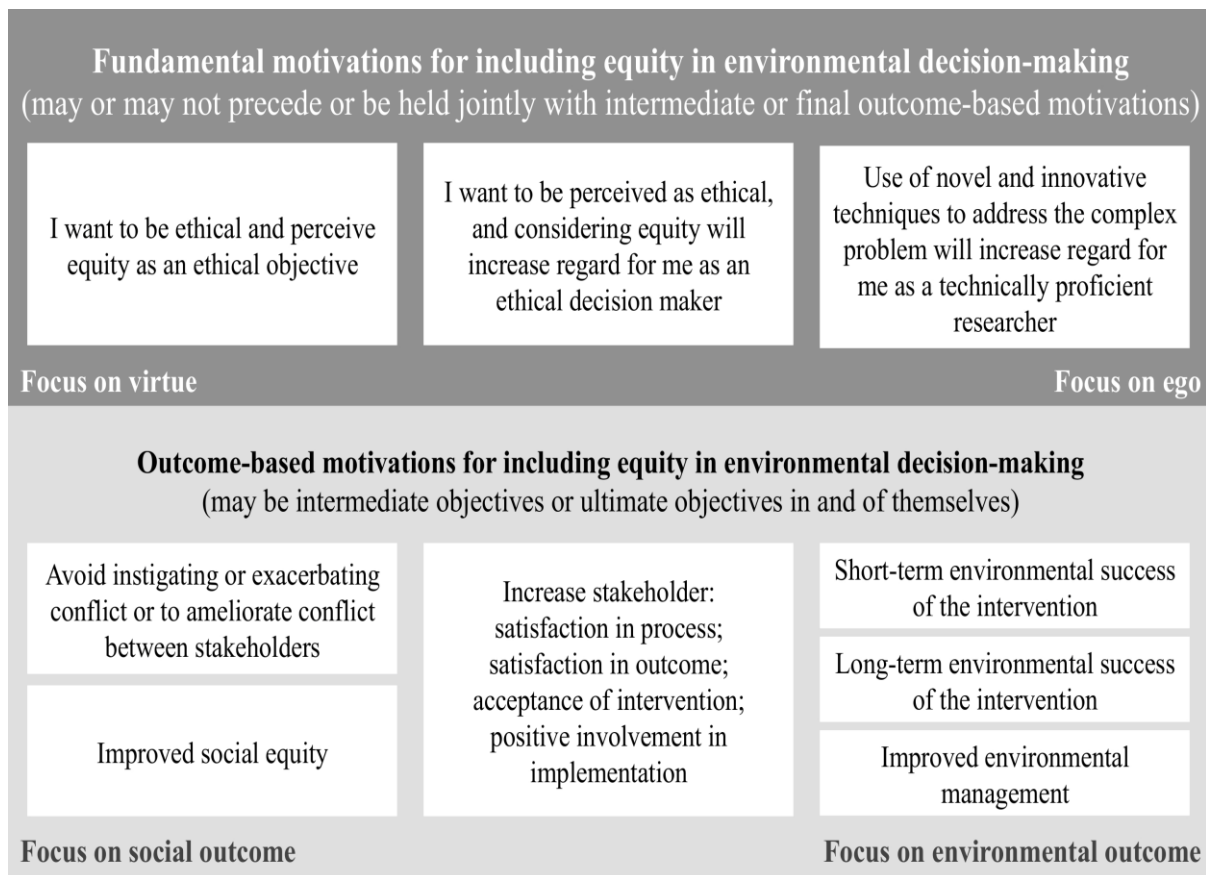 Fundamental motivations for including equity in environmental decision-making
(may or may not precede or be held jointly with intermediate or final outcome-based motivations)
I want to be ethical and perceive
equity as an ethical objective
I want to be perceived as ethical,
and considering equity will
increase regard for me as an
ethical decision maker
Use of novel and innovative
techniques to address the complex
problem will increase regard for
me as a technically proficient
researcher
Focus on virtue
Focus on ego
Outcome-based motivations for including equity in environmental decision-making
(may be intermediate objectives or ultimate objectives in and of themselves)
Avoid instigating or exacerbating
conflict or to ameliorate conflict
between stakeholders
Improved social equity
Increase stakeholder:
satisfaction in process;
satisfaction in outcome;
acceptance of intervention;
positive involvement in
implementation
Short-term environmental success
of the intervention
Long-term environmental success
of the intervention
Improved environmental
management
Focus on social outcome
Focus on environmental outcome